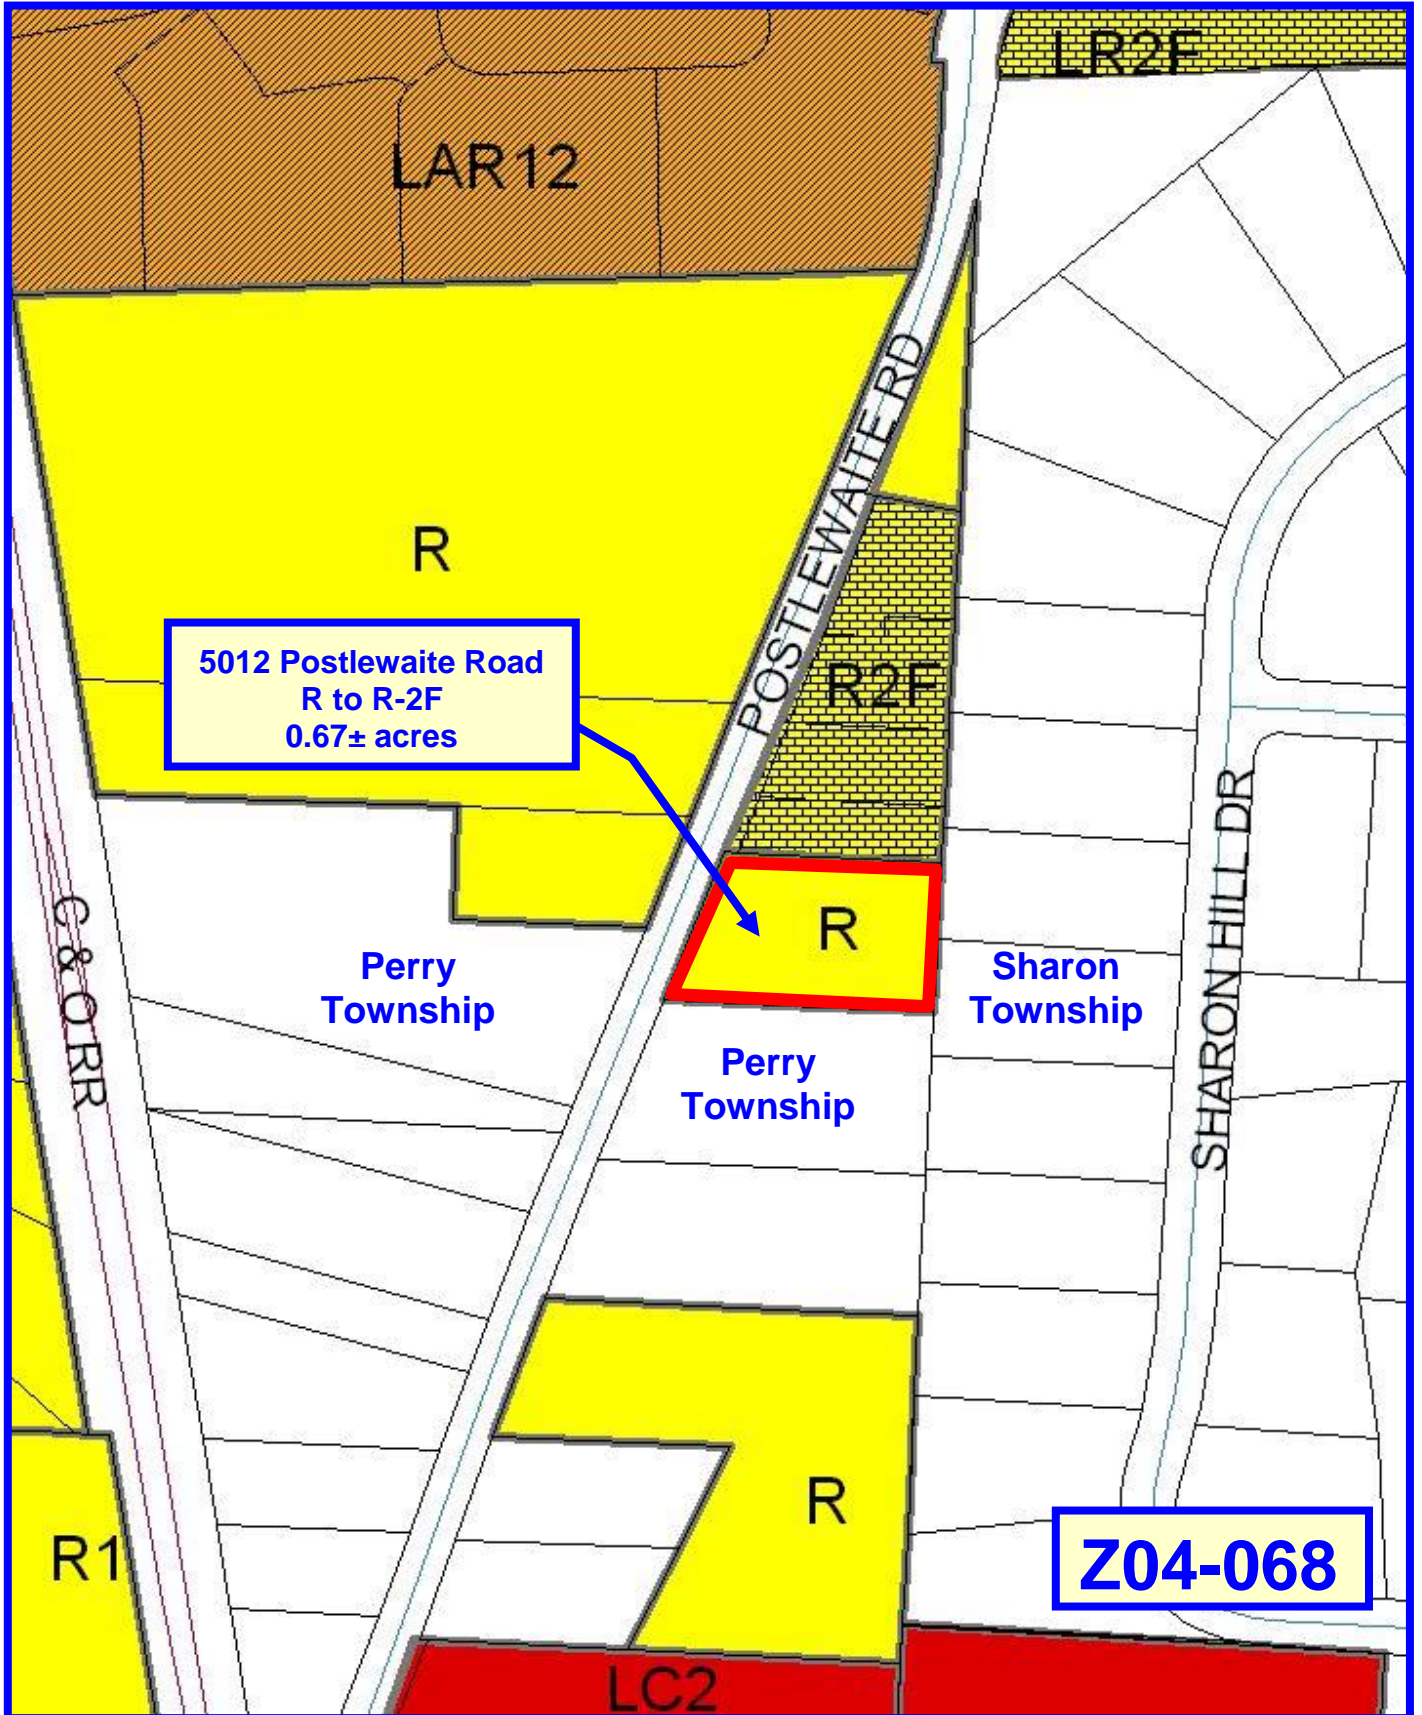 LR2F
LAR12
POSTLEWAITE RD
R
5012 Postlewaite Road
R to R-2F
0.67± acres
R2F
SHARON HILL DR
C & O RR
R
Perry
Township
Sharon
Township
Perry
Township
R
R1
Z04-068
LC2